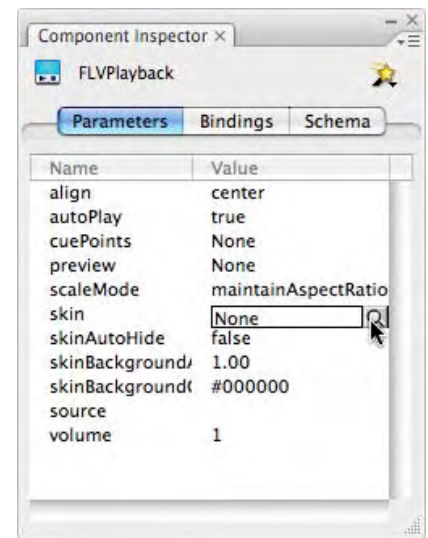 Component Inspector ×
FLVPlayback
Parameters Bindings Schema
Name Value
align center
autoPlay true
cuePoints None
preview None
scaleMode maintainAspectRatio
skin None
skinAutoHide false
skinBackground 1.00
skinBackground #000000
source
volume 1